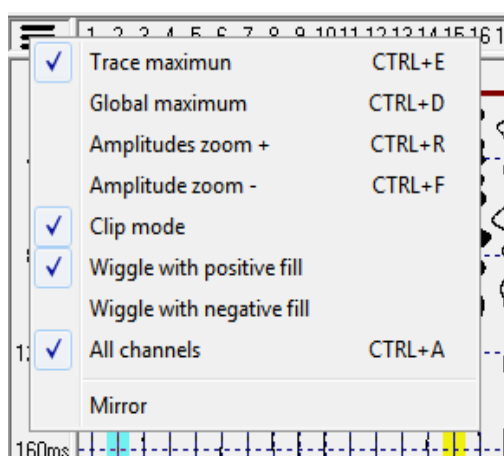 Trace maximun CTRL+E
Global maximum CTRL+D
Amplitudes zoom + CTRL+R
Amplitude zoom - CTRL+F
Clip mode
Wiggle with positive fill
Wiggle with negative fill
All channels CTRL+A
Mirror
160ms